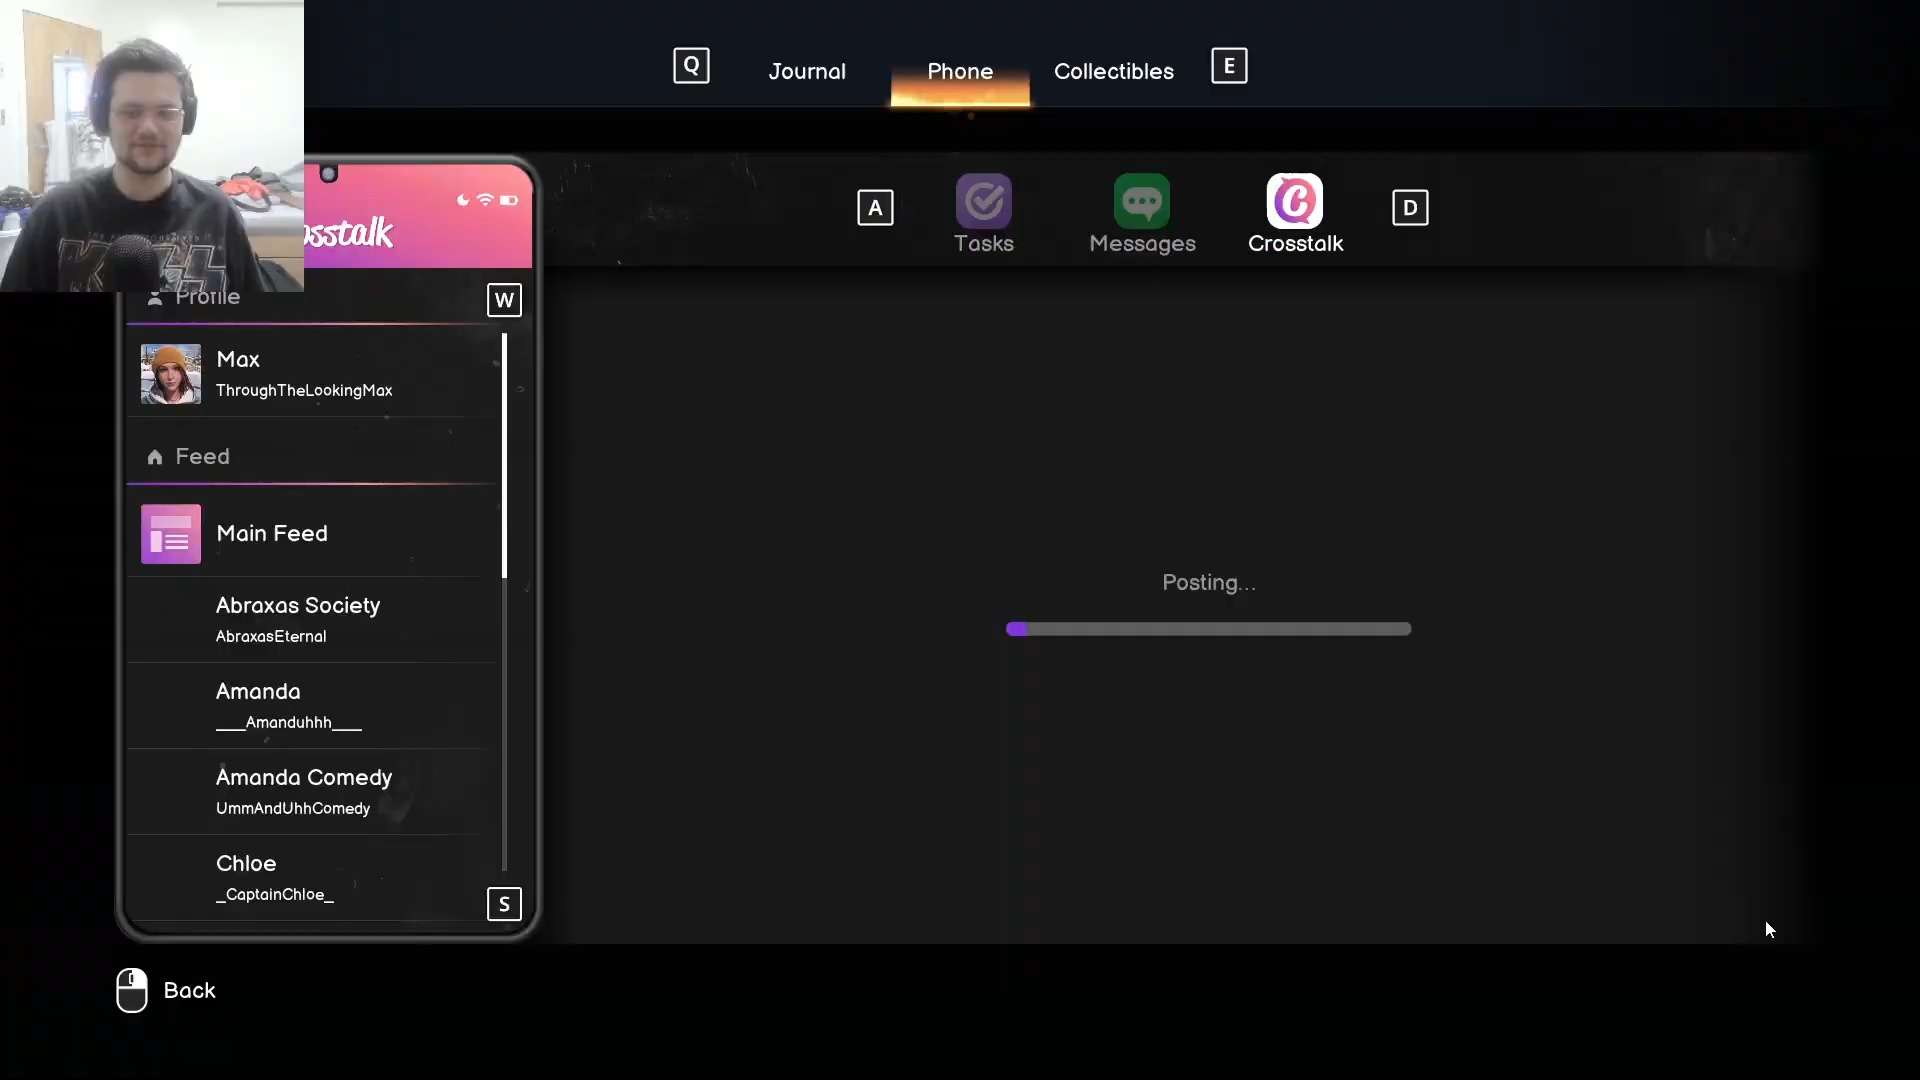 Q
Journal
Phone
Collectibles
E
A
Tasks
Messages
Crosstalk
D
osstalk
Profile
W
Max
ThroughTheLookingMax
Feed
Main Feed
Abraxas Society
AbraxasEternal
Amanda
___Amanduhhh___
Amanda Comedy
UmmAndUhhComedy
Chloe
_CaptainChloe_
S
Posting...
Back